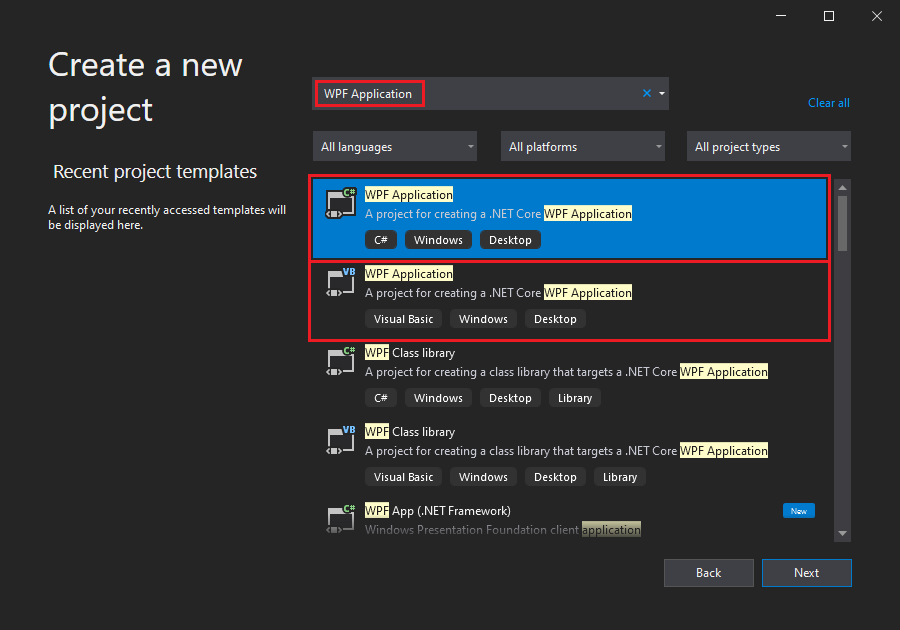 Create a new
project
WPF Application
Clear all
All languages
All platforms
All project types
Recent project templates
A list of your recently accessed templates will
be displayed here.
C#
WPF Application
A project for creating a .NET Core WPF Application
C# Windows Desktop
VB
WPF Application
A project for creating a .NET Core WPF Application
Visual Basic Windows Desktop
C#
WPF Class library
A project for creating a class library that targets a .NET Core WPF Application
C# Windows Desktop Library
VB
WPF Class library
A project for creating a class library that targets a .NET Core WPF Application
Visual Basic Windows Desktop Library
C#
WPF App (.NET Framework)
New
Windows Presentation Foundation client application
Back
Next